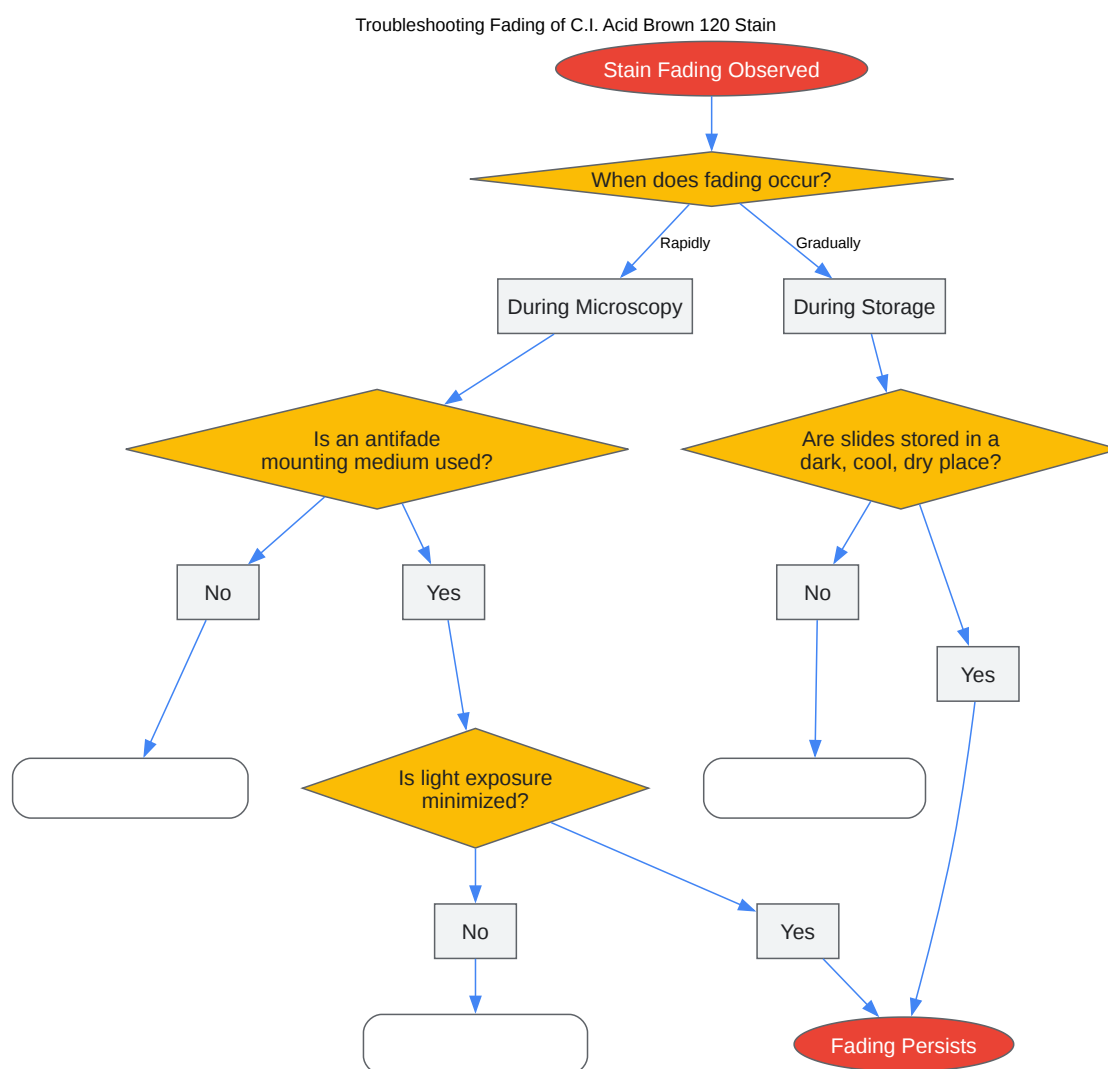 Troubleshooting Fading of C.I. Acid Brown 120 Stain
Stain Fading Observed
When does fading occur?
Rapidly
Gradually
During Microscopy
During Storage
Is an antifade
mounting medium used?
Are slides stored in a
dark, cool, dry place?
No
Yes
No
Yes
Is light exposure
minimized?
No
Yes
Fading Persists